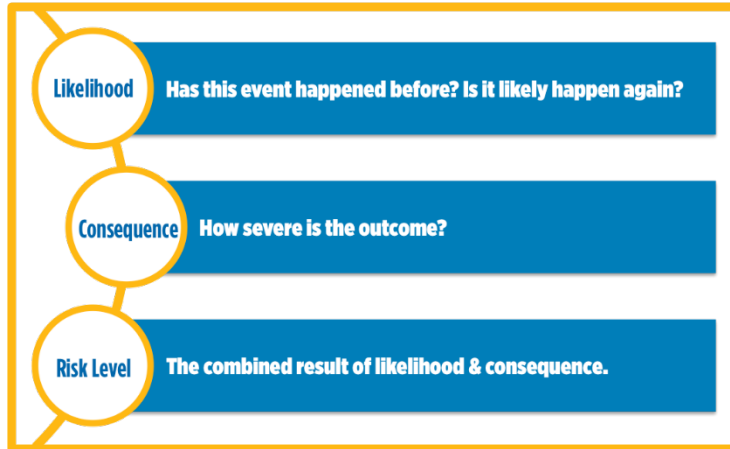 Likelihood
Has this event happened before? Is it likely happen again?
Consequence
How severe is the outcome?
Risk Level
The combined result of likelihood & consequence.